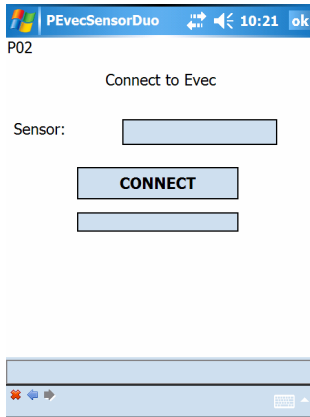 PEvecSensorDuo 10:21 ok
P02
Connect to Evec
Sensor:
CONNECT